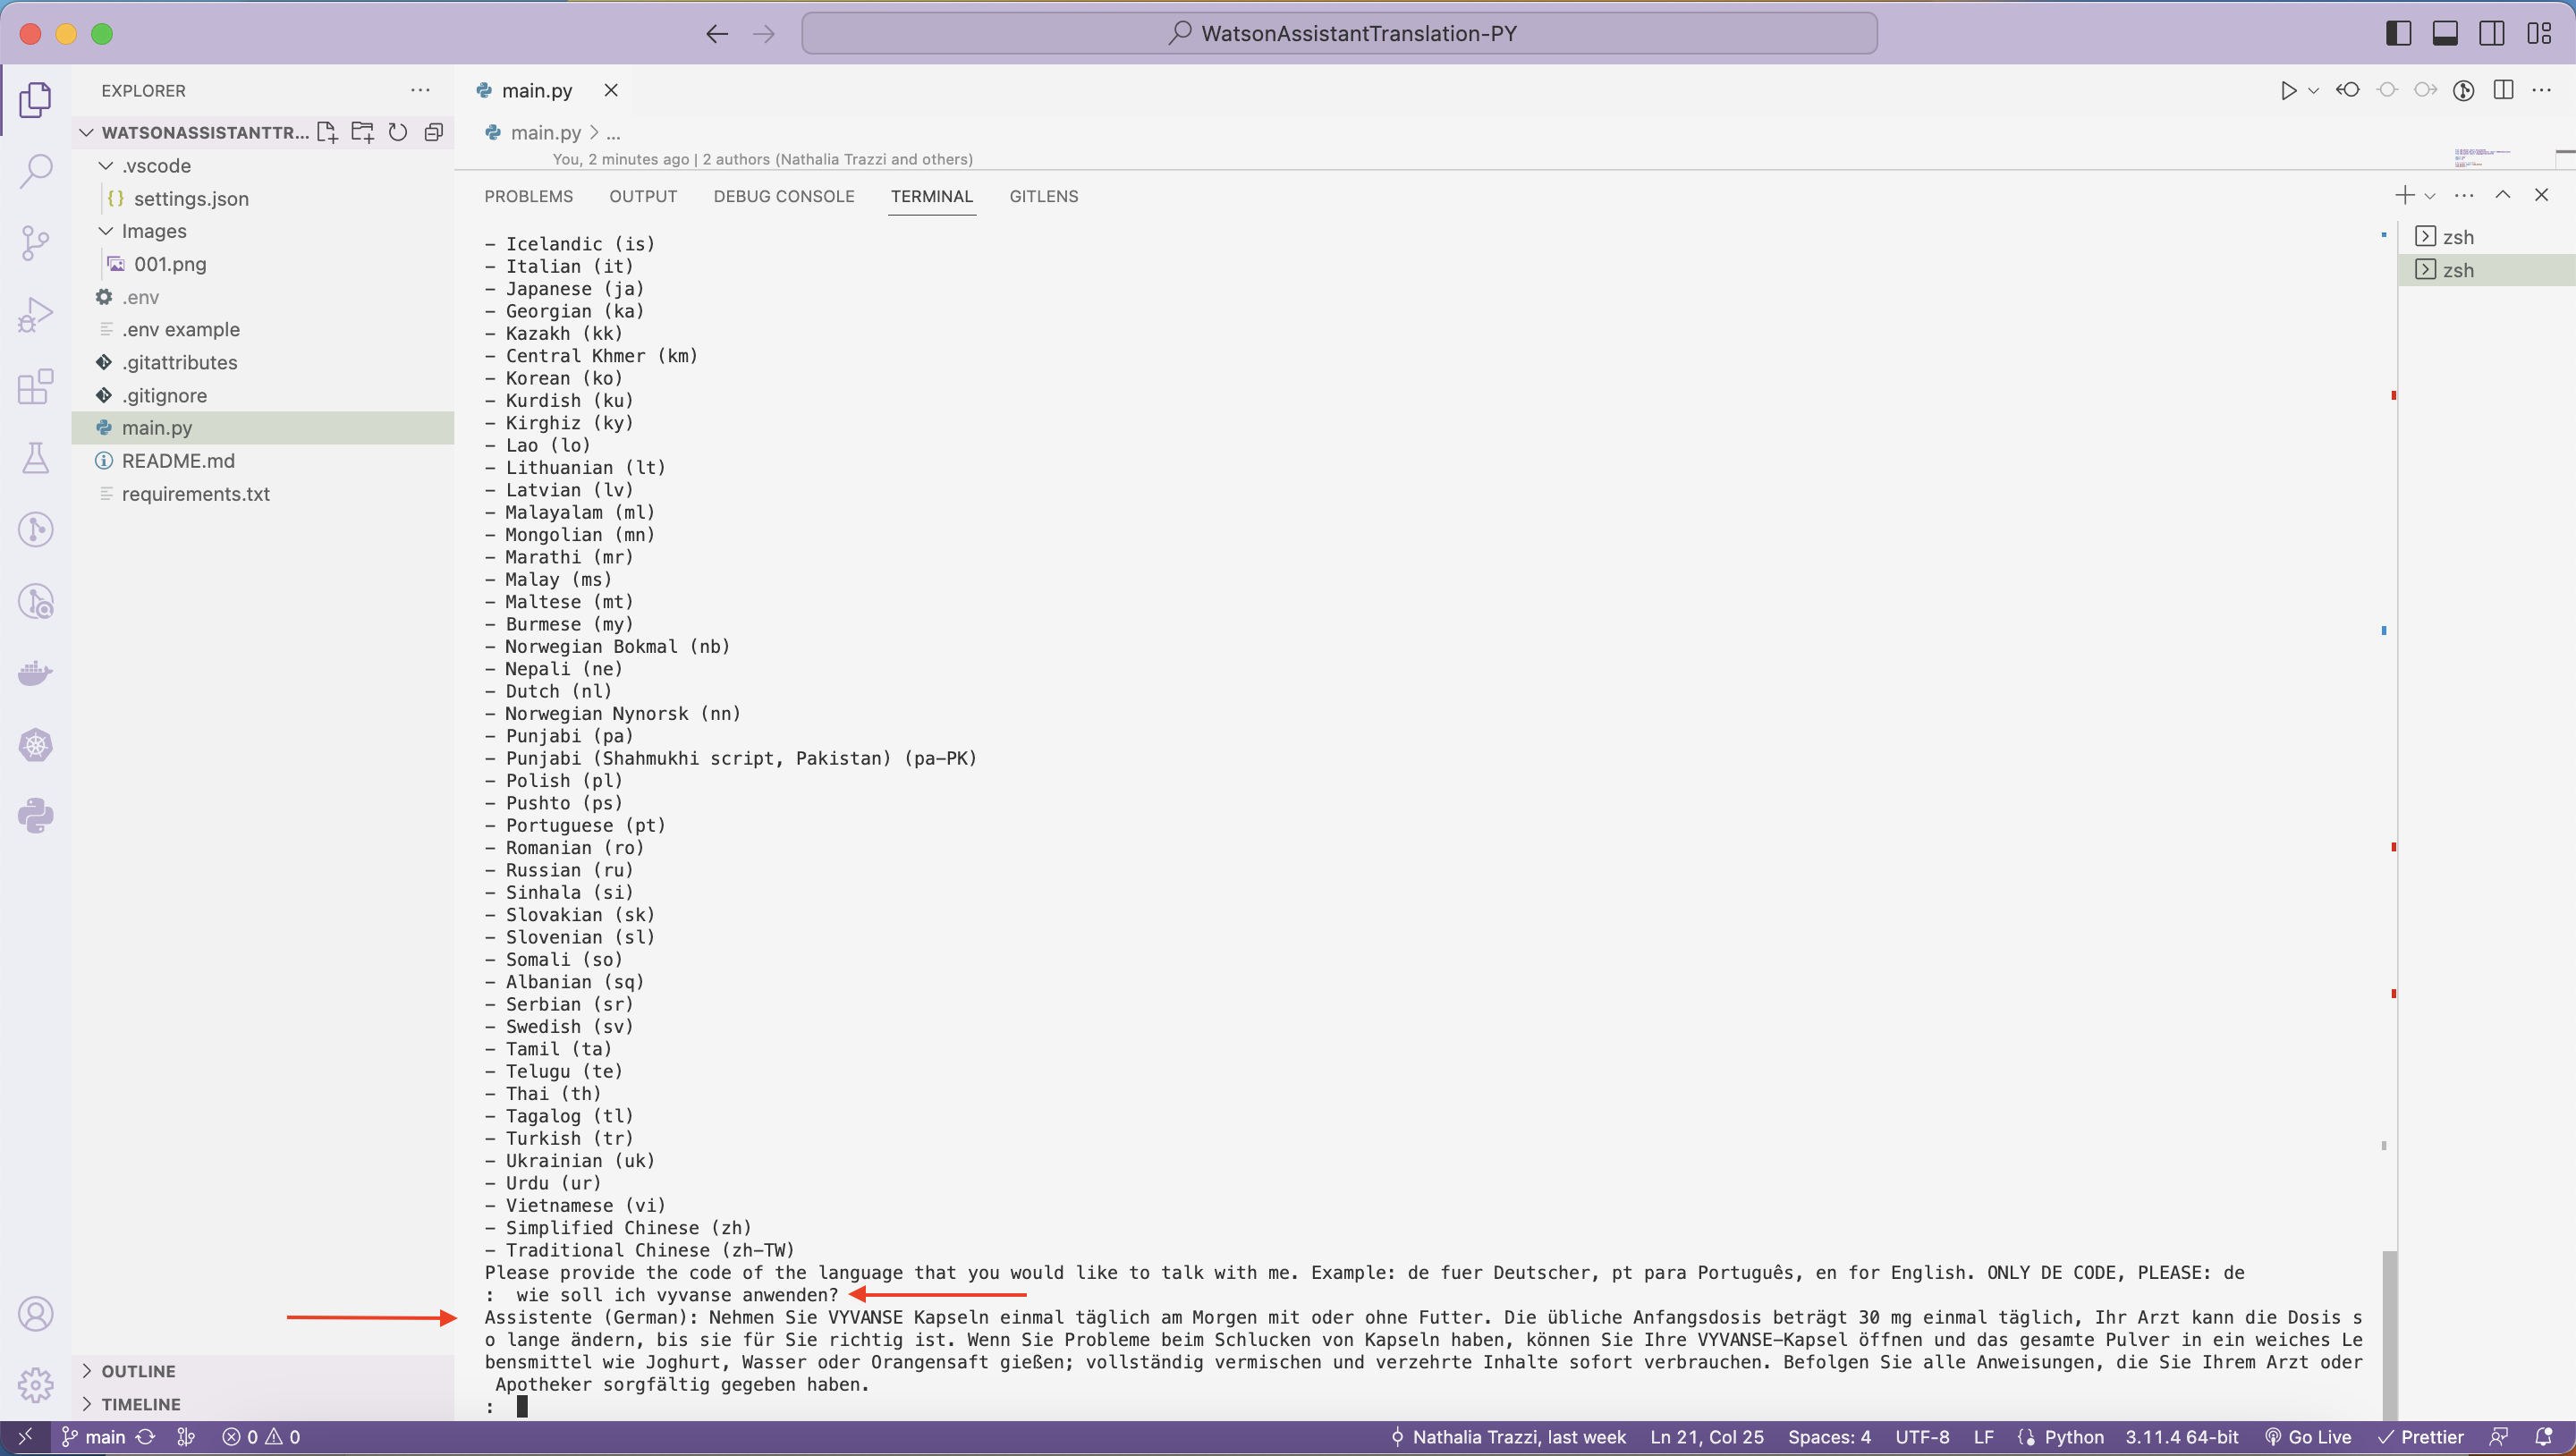 WatsonAssistantTranslation-PY
EXPLORER
WATSONASSISTANTTR...
.vscode
settings.json
Images
001.png
.env
.env example
.gitattributes
.gitignore
main.py
README.md
requirements.txt
OUTLINE
TIMELINE
main.py
main.py > ...
You, 2 minutes ago | 2 authors (Nathalia Trazzi and others)
PROBLEMS OUTPUT DEBUG CONSOLE TERMINAL GITLENS
zsh
zsh
- Icelandic (is)
- Italian (it)
- Japanese (ja)
- Georgian (ka)
- Kazakh (kk)
- Central Khmer (km)
- Korean (ko)
- Kurdish (ku)
- Kirghiz (ky)
- Lao (lo)
- Lithuanian (lt)
- Latvian (lv)
- Malayalam (ml)
- Mongolian (mn)
- Marathi (mr)
- Malay (ms)
- Maltese (mt)
- Burmese (my)
- Norwegian Bokmal (nb)
- Nepali (ne)
- Dutch (nl)
- Norwegian Nynorsk (nn)
- Punjabi (pa)
- Punjabi (Shahmukhi script, Pakistan) (pa-PK)
- Polish (pl)
- Pushto (ps)
- Portuguese (pt)
- Romanian (ro)
- Russian (ru)
- Sinhala (si)
- Slovakian (sk)
- Slovenian (sl)
- Somali (so)
- Albanian (sq)
- Serbian (sr)
- Swedish (sv)
- Tamil (ta)
- Telugu (te)
- Thai (th)
- Tagalog (tl)
- Turkish (tr)
- Ukrainian (uk)
- Urdu (ur)
- Vietnamese (vi)
- Simplified Chinese (zh)
- Traditional Chinese (zh-TW)
Please provide the code of the language that you would like to talk with me. Example: de fuer Deutscher, pt para Português, en for English. ONLY DE CODE, PLEASE: de
:  wie soll ich vyvanse anwenden?
Assistente (German): Nehmen Sie VYVANSE Kapseln einmal täglich am Morgen mit oder ohne Futter. Die übliche Anfangsdosis beträgt 30 mg einmal täglich, Ihr Arzt kann die Dosis s
o lange ändern, bis sie für Sie richtig ist. Wenn Sie Probleme beim Schlucken von Kapseln haben, können Sie Ihre VYVANSE-Kapsel öffnen und das gesamte Pulver in ein weiches Le
bensmittel wie Joghurt, Wasser oder Orangensaft gießen; vollständig vermischen und verzehrte Inhalte sofort verbrauchen. Befolgen Sie alle Anweisungen, die Sie Ihrem Arzt oder
Apotheker sorgfältig gegeben haben.
:
main 0 0 Nathalia Trazzi, last week Ln 21, Col 25 Spaces: 4 UTF-8 LF Python 3.11.4 64-bit Go Live Prettier